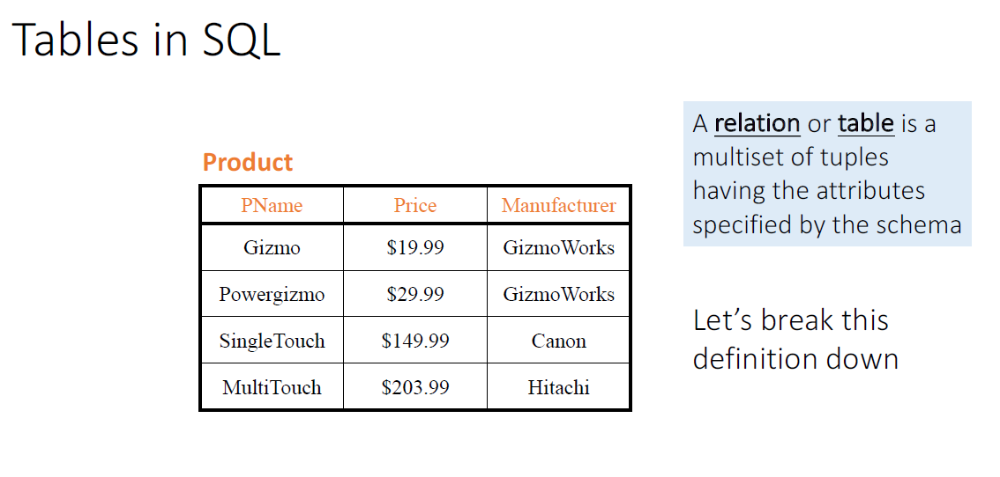 Tables in SQL
Product
PName Price Manufacturer
Gizmo $19.99 GizmoWorks
Powergizmo $29.99 GizmoWorks
SingleTouch $149.99 Canon
MultiTouch $203.99 Hitachi
A relation or table is a
multiset of tuples
having the attributes
specified by the schema
Let’s break this
definition down